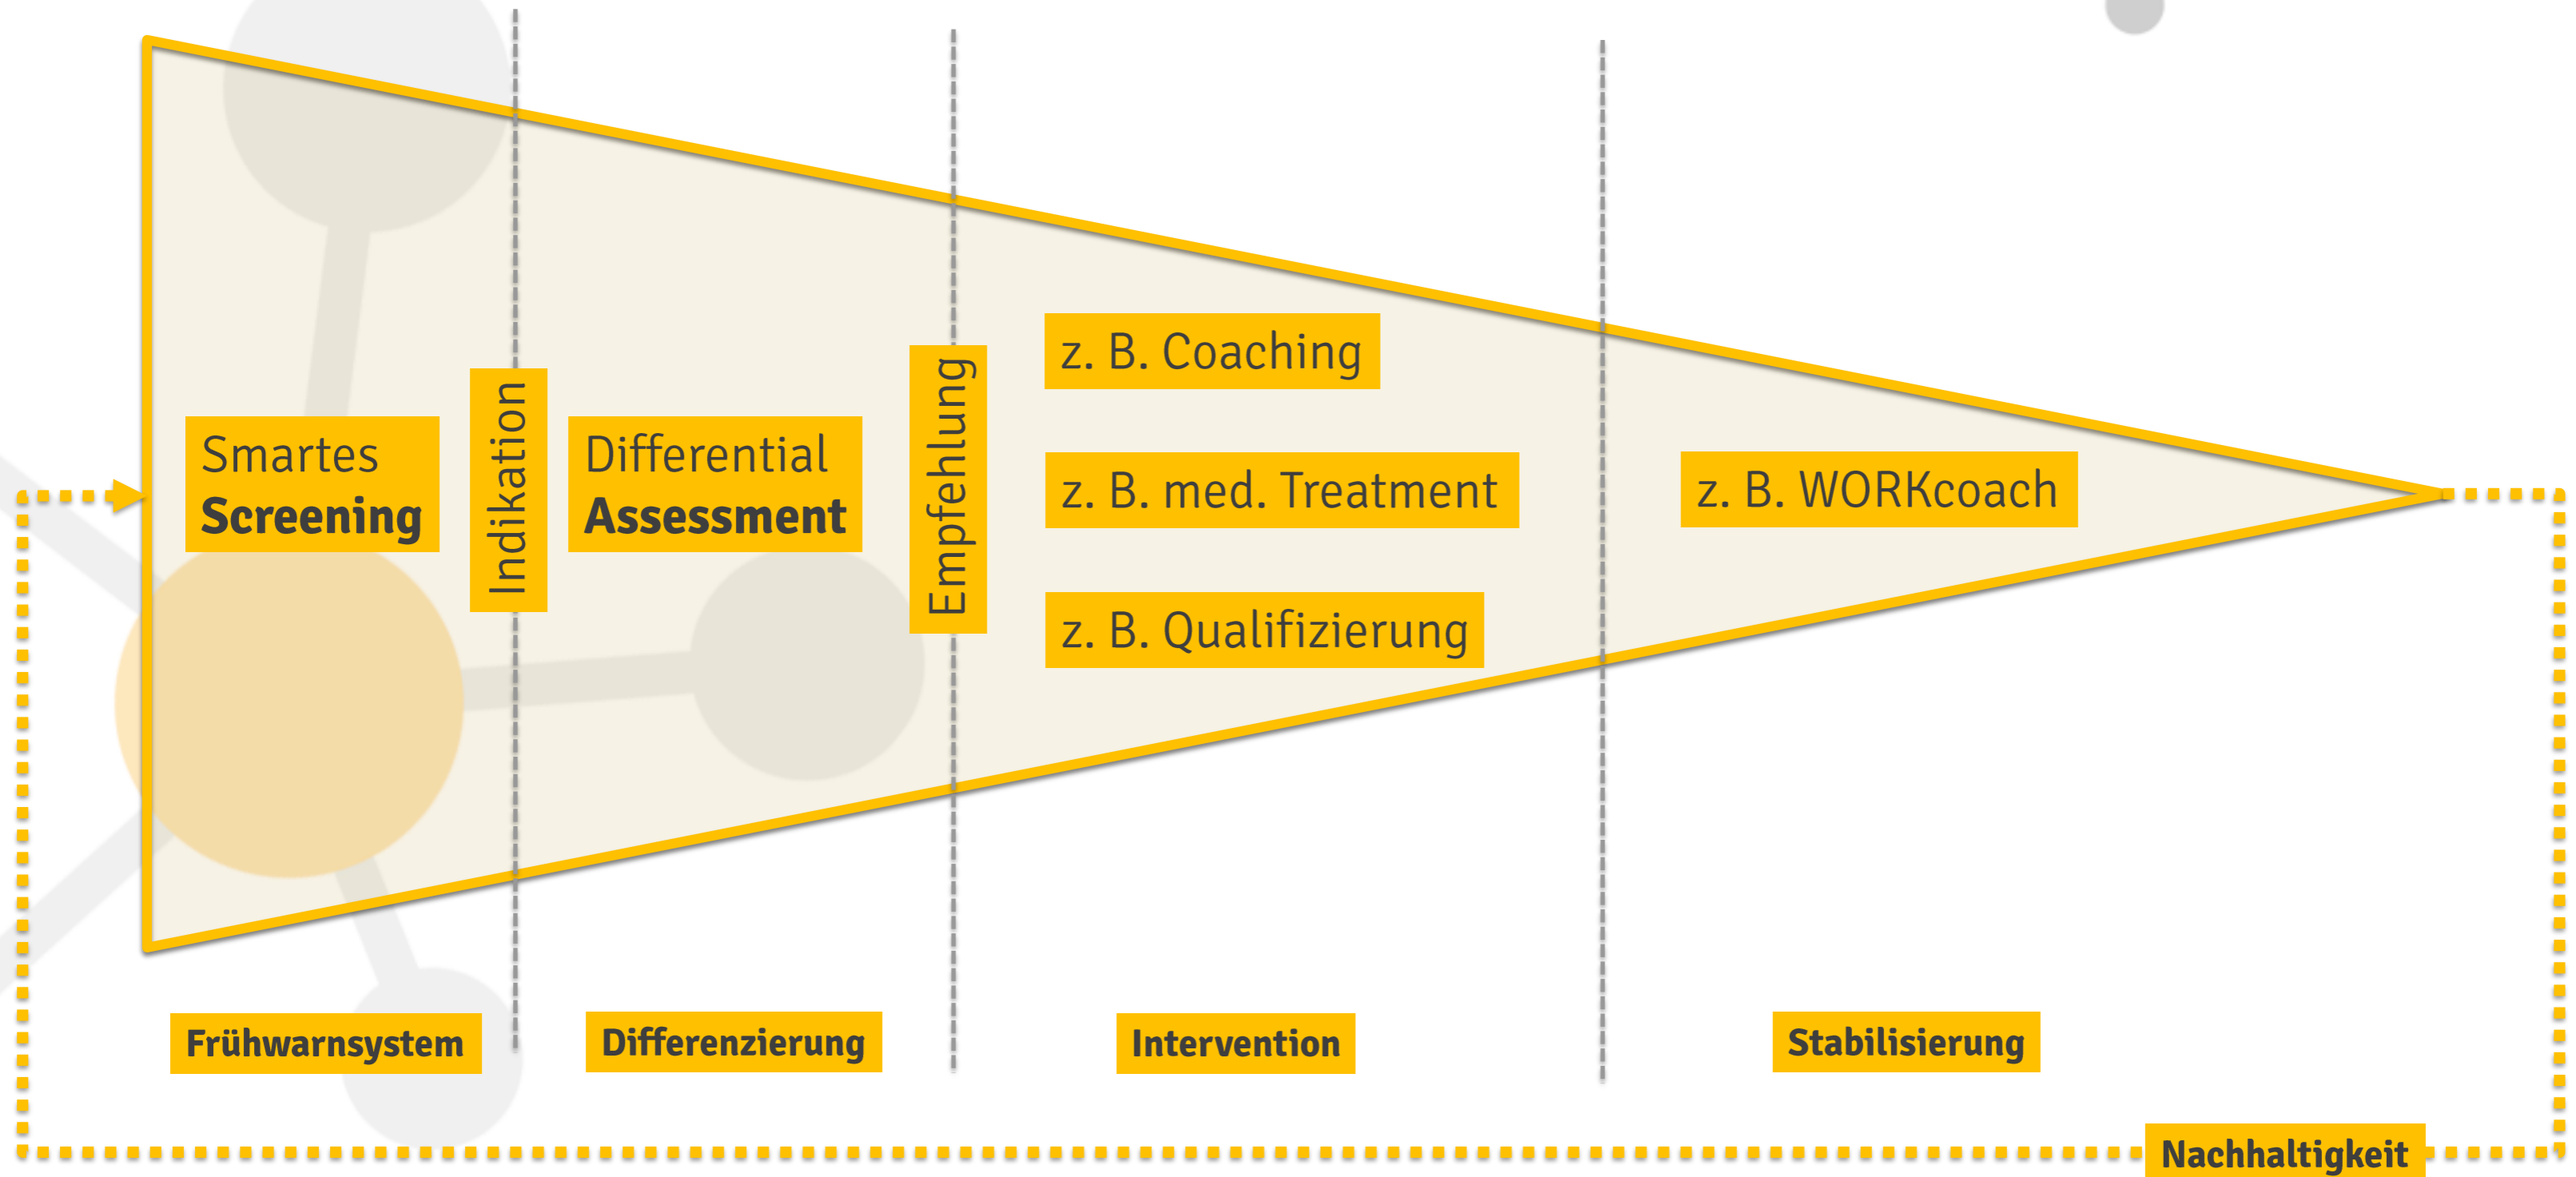 Smartes
Screening
Indikation
Differential
Assessment
Empfehlung
z. B. Coaching
z. B. med. Treatment
z. B. Qualifizierung
z. B. WORKcoach
Frühwarnsystem
Differenzierung
Intervention
Stabilisierung
Nachhaltigkeit